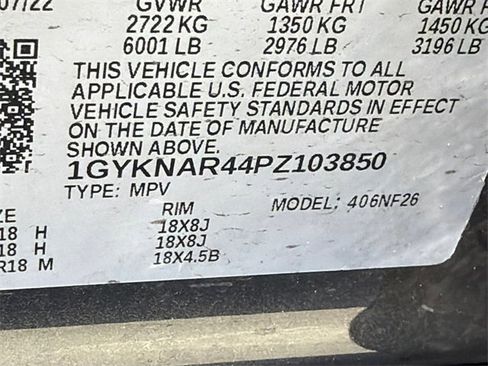 07/22 GVWR GAWR FRT GAWR
2722 KG 1350 KG 1450 KG
6001 LB 2976 LB 3196 LB
THIS VEHICLE CONFORMS TO ALL
APPLICABLE U.S. FEDERAL MOTOR
VEHICLE SAFETY STANDARDS IN EFFECT
ON THE DATE OF MANUFACTURE
SHOWN ABOVE.
1GYKNAR44PZ103850
TYPE: MPV MODEL: 406NF26
ZE RIM
18 H 18X8J
18 H 18X8J
R18 M 18X4.5B